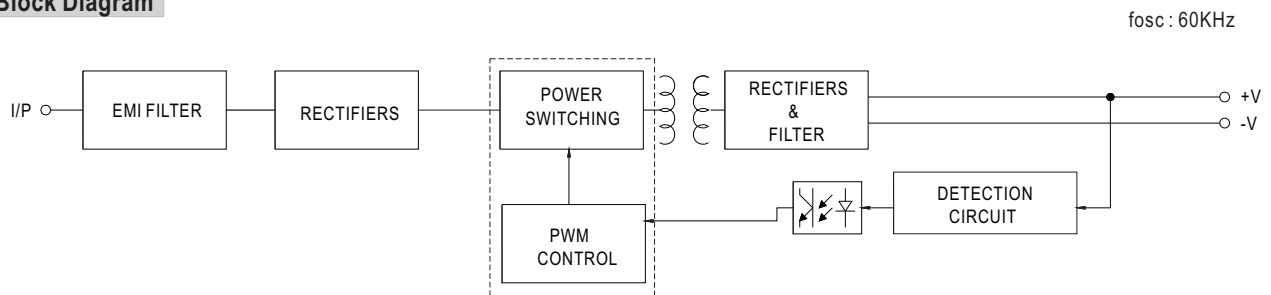 Block Diagram
fosc : 60KHz
I/P
EMI FILTER
RECTIFIERS
POWER
SWITCHING
RECTIFIERS
&
FILTER
+V
-V
DETECTION
CIRCUIT
PWM
CONTROL